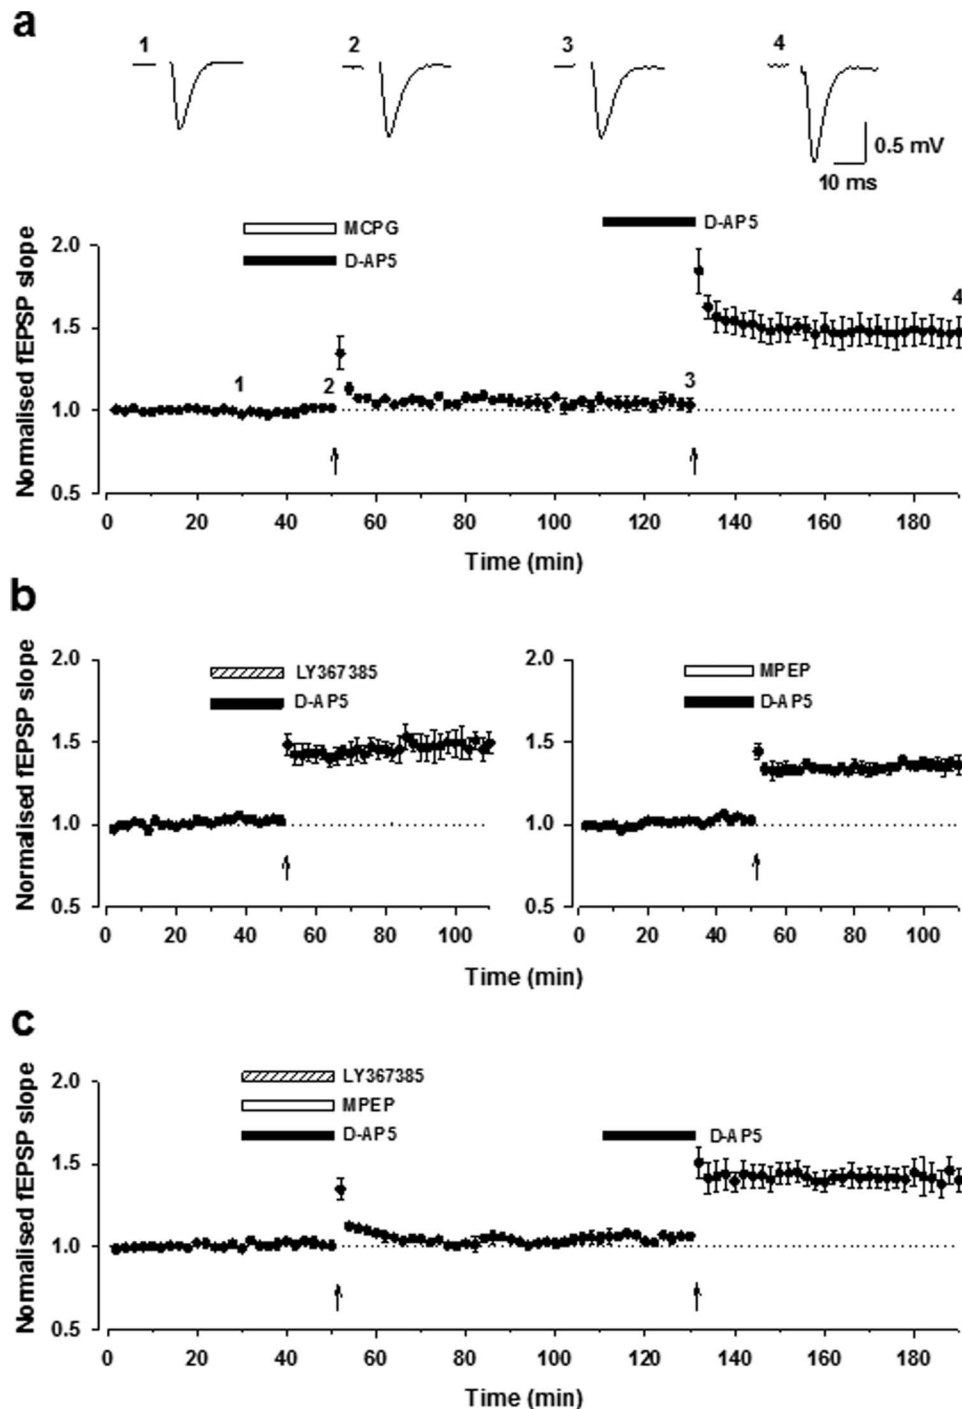 a
1 2 3 4
0.5 mV
10 ms
MCPG
D-AP5
D-AP5
Normalised fEPSP slope
2.0
1.5
1.0
0.5
1 2 3 4
0 20 40 60 80 100 120 140 160 180
Time (min)
b
LY367385
D-AP5
MPEP
D-AP5
Normalised fEPSP slope
2.0
1.5
1.0
0.5
0 20 40 60 80 100
2.0
1.5
1.0
0.5
0 20 40 60 80 100
Time (min)
c
LY367385
MPEP
D-AP5
D-AP5
Normalised fEPSP slope
2.0
1.5
1.0
0.5
0 20 40 60 80 100 120 140 160 180
Time (min)